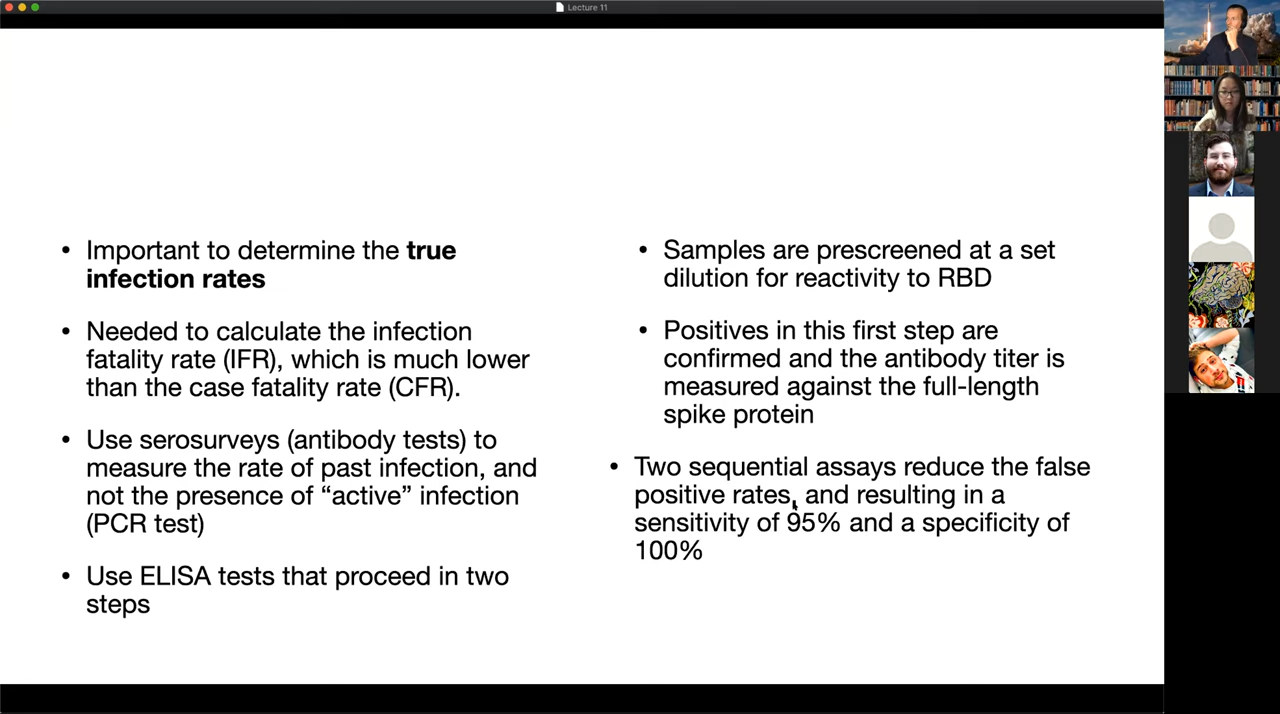 Lecture 11
• Important to determine the true
infection rates
• Needed to calculate the infection
fatality rate (IFR), which is much lower
than the case fatality rate (CFR).
• Use serosurveys (antibody tests) to
measure the rate of past infection, and
not the presence of “active” infection
(PCR test)
• Use ELISA tests that proceed in two
steps
• Samples are prescreened at a set
dilution for reactivity to RBD
• Positives in this first step are
confirmed and the antibody titer is
measured against the full-length
spike protein
• Two sequential assays reduce the false
positive rates, and resulting in a
sensitivity of 95% and a specificity of
100%